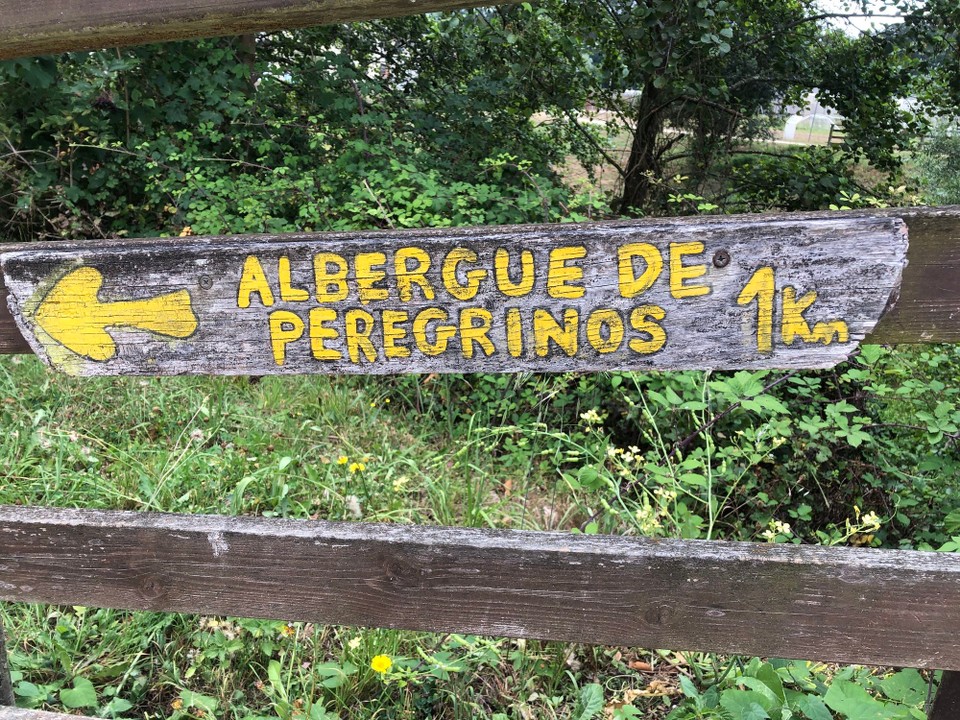 ALBERGUE DE
PEREGRINOS
1Km